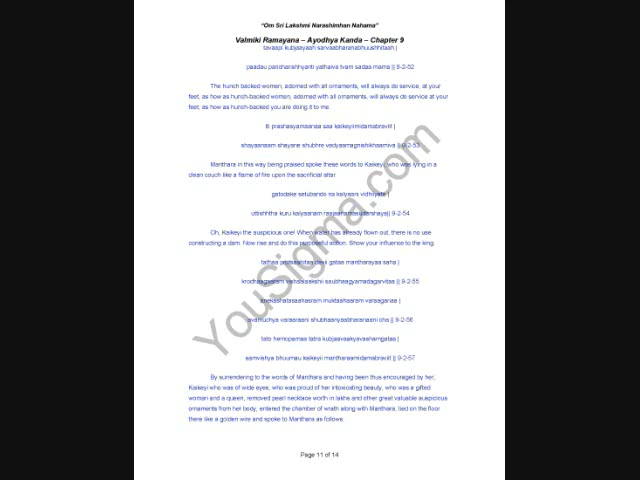 "Om Sri Lakshmi Narashimhan Nahama"
Valmiki Ramayana – Ayodhya Kanda – Chapter 9
tavaapi kubjaayaah sarvaabharanabhuushhitaah |
paadau paricharishhyanti yathaiva tvam sadaa mama || 9-2-52
The hunch backed women, adorned with all ornaments, will always do service, at your
feet, as how as hunch-backed women, adorned with all ornaments, will always do service at your
feet, as how as hunch-backed you are doing it to me.
iti prashasyamaanaa saa kaikeyiimidamabraviit |
shayaanaam shayane shubhre vedyaamagnishikhaamiva || 9-2-53
Manthara in this way being praised spoke these words to Kaikeyi, who was lying in a
clean couch like a flame of fire upon the sacrificial altar.
gatodake setubandho na kalyaani vidhiiyate |
uttishhtha kuru kalyaanam raajaanamanudarshaya|| 9-2-54
Oh, Kaikeyi the auspicious one! When water has already flown out, there is no use
constructing a dam. Now rise and do this purposeful action. Show your influence to the king.
tathaa protsaahitaa devii gatvaa mantharayaa saha |
krodhaagaaram vishaalaakshii saubhaagyamadagarvitaa || 9-2-55
anekashatasaahasram muktaahaaram varaaganaa |
avamuchya varaarhaani shubhaanyaabharanaani cha || 9-2-56
tato hemopamaa tatra kubjaavaakyavashamgataa |
samvishya bhuumau kaikeyii mantharaamidamabraviit || 9-2-57
By surrendering to the words of Manthara and having been thus encouraged by her,
Kaikeyi who was of wide eyes, who was proud of her intoxicating beauty, who was a gifted
woman and a queen, removed pearl necklace worth in lakhs and other great valuable auspicious
ornaments from her body, entered the chamber of wrath along with Manthara, lied on the floor
there like a golden wire and spoke to Manthara as follows.
Page 11 of 14
YouSigma.com